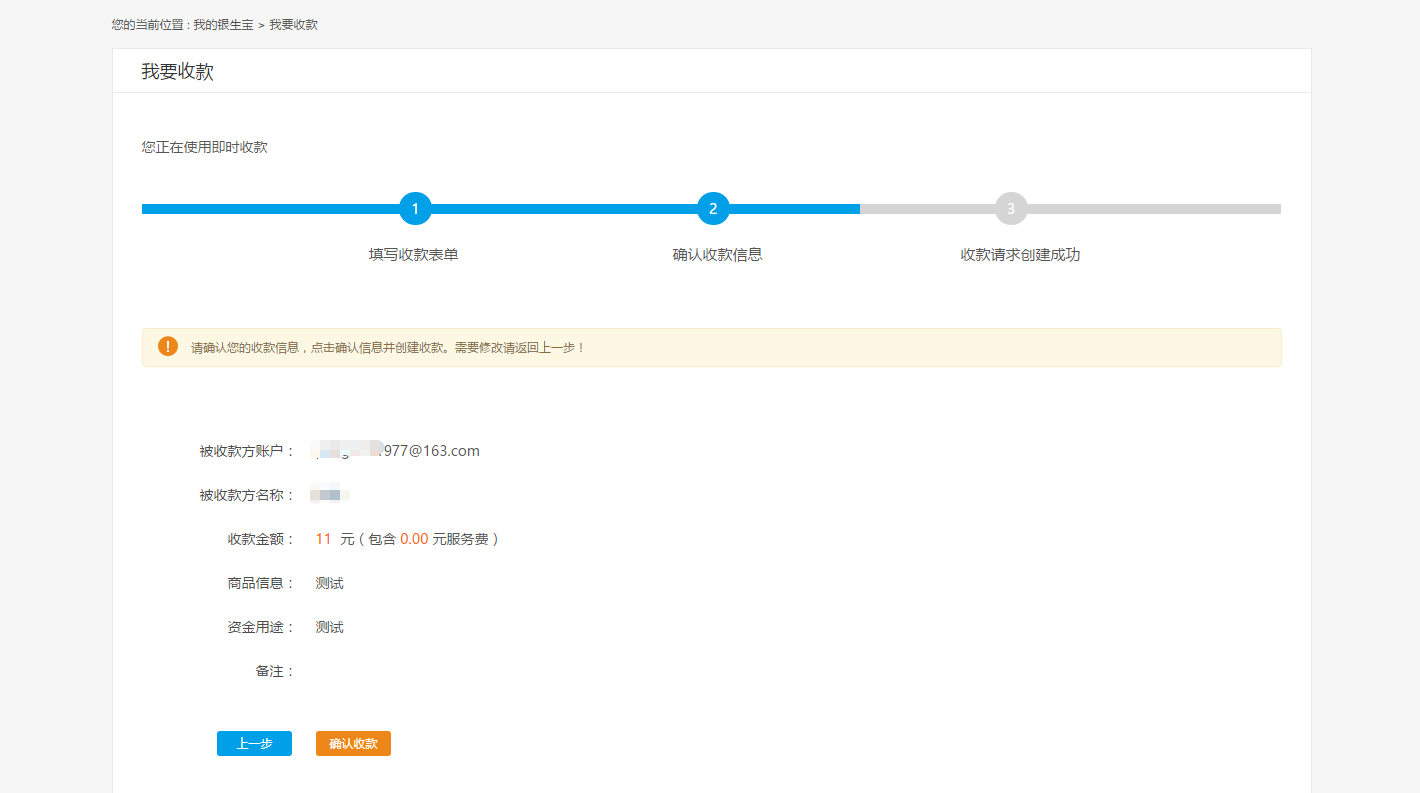 您的当前位置 : 我的银生宝 > 我要收款
我要收款
您正在使用即时收款
1 2 3
填写收款表单 确认收款信息 收款请求创建成功
! 请确认您的收款信息，点击确认信息并创建收款。需要修改请返回上一步！
被收款方账户： 977@163.com
被收款方名称：
收款金额： 11 元（包含 0.00 元服务费）
商品信息： 测试
资金用途： 测试
备注：
上一步 确认收款